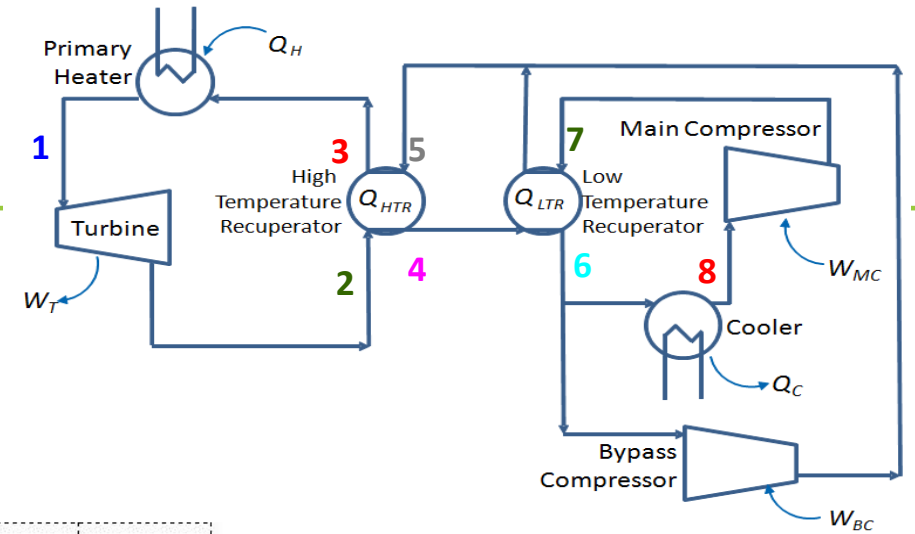 Primary
Heater
Q_H
1
3
5
7
Main Compressor
High
Temperature
Recuperator
Q_HTR
Q_LTR
Low
Temperature
Recuperator
Turbine
W_T
2
4
6
8
W_MC
Cooler
Q_C
Bypass
Compressor
W_BC